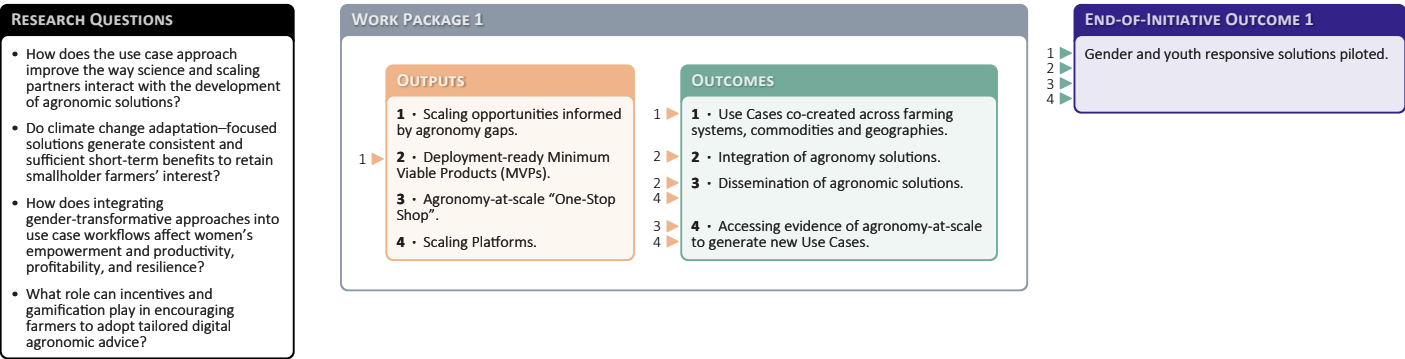 Research Questions
• How does the use case approach
improve the way science and scaling
partners interact with the development
of agronomic solutions?
• Do climate change adaptation–focused
solutions generate consistent and
sufficient short-term benefits to retain
smallholder farmers’ interest?
• How does integrating
gender-transformative approaches into
use case workflows affect women’s
empowerment and productivity,
profitability, and resilience?
• What role can incentives and
gamification play in encouraging
farmers to adopt tailored digital
agronomic advice?
Work Package 1
Outputs
1 · Scaling opportunities informed
by agronomy gaps.
1
2 · Deployment-ready Minimum
Viable Products (MVPs).
3 · Agronomy-at-scale “One-Stop
Shop”.
4 · Scaling Platforms.
Outcomes
1
1 · Use Cases co-created across farming
systems, commodities and geographies.
2
2 · Integration of agronomy solutions.
2
3 · Dissemination of agronomic solutions.
4
3
4 · Accessing evidence of agronomy-at-scale
4
to generate new Use Cases.
End-of-Initiative Outcome 1
1
Gender and youth responsive solutions piloted.
2
3
4